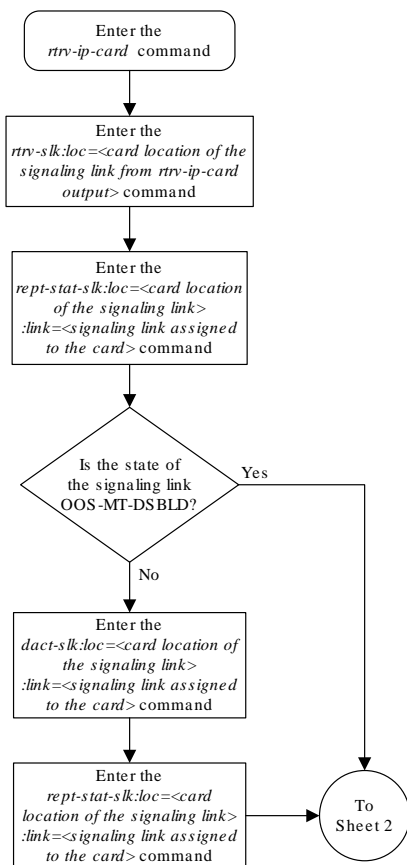 Enter the
rtrv-ip-card command
Enter the
rtrv-slk:loc=<card location of the
signaling link from rtrv-ip-card
output> command
Enter the
rept-stat-slk:loc=<card location
of the signaling link>
:link=<signaling link assigned
to the card> command
Is the state of
the signaling link
OOS-MT-DSBLD?
Yes
No
Enter the
dact-slk:loc=<card location of
the signaling link>
:link=<signaling link assigned
to the card> command
Enter the
rept-stat-slk:loc=<card
location of the signaling link>
:link=<signaling link assigned
to the card> command
To
Sheet 2